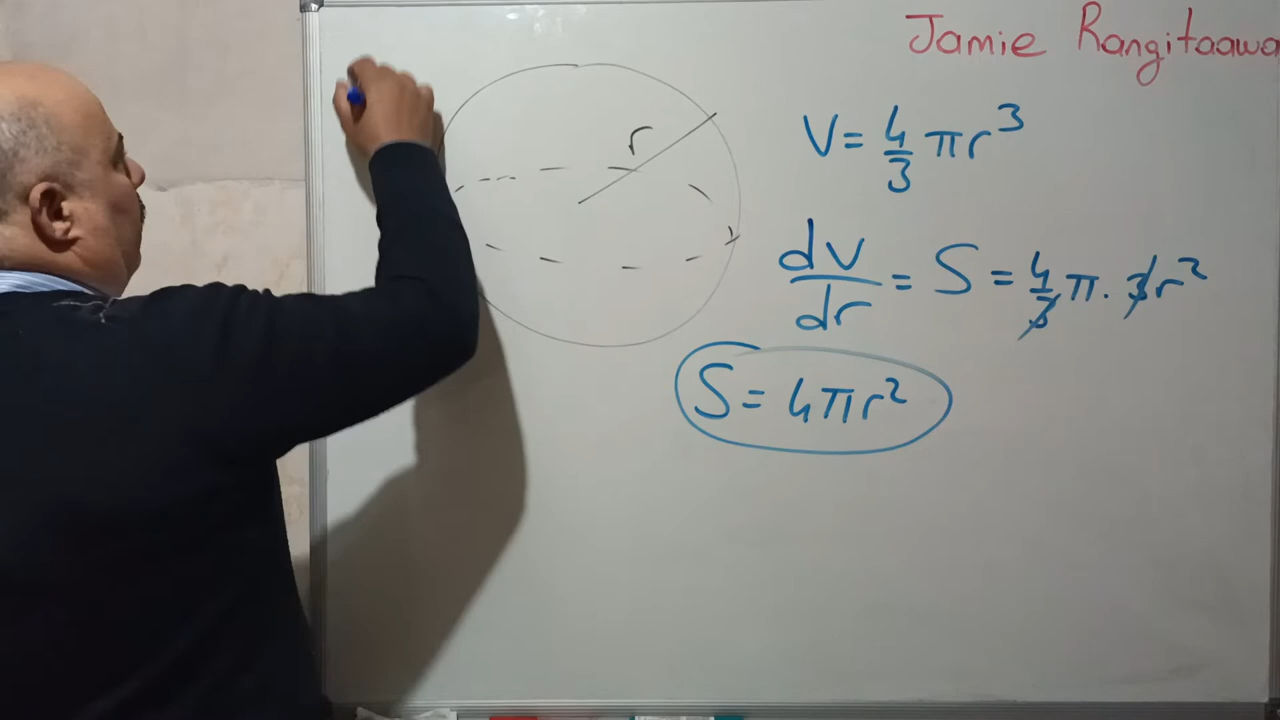 Jamie Rangitaawa
r
V = 4/3 πr³
dV/dr = S = 4/3 π . 3r²
S = 4πr²